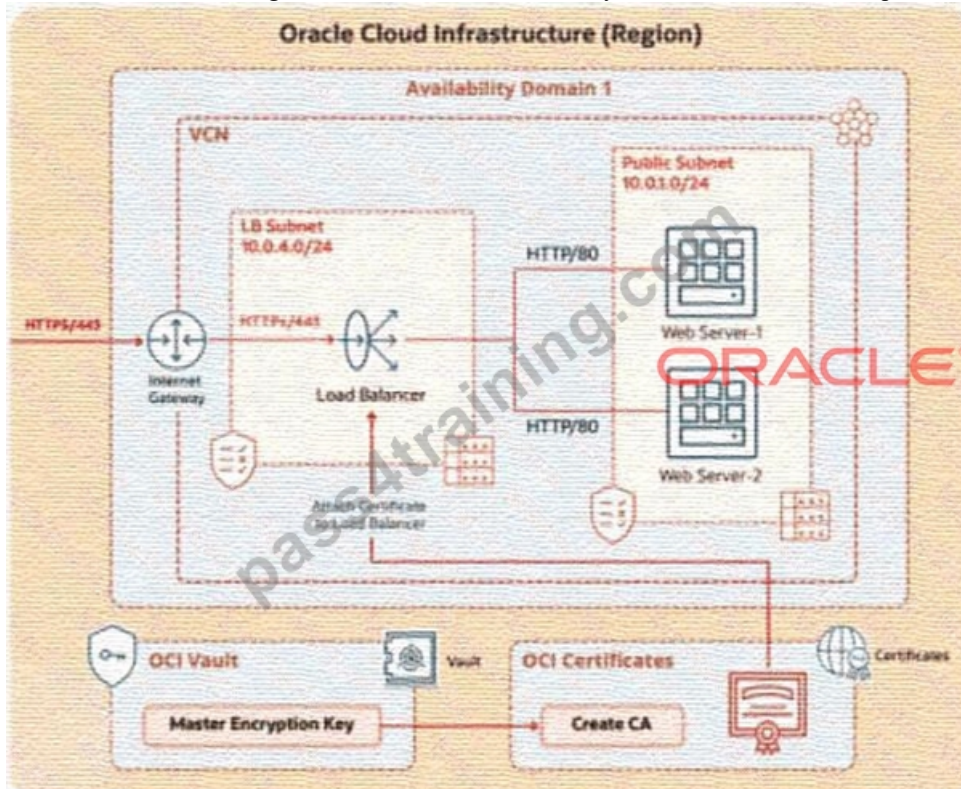 Oracle Cloud Infrastructure (Region)
Availability Domain 1
VCN
Public Subnet
10.0.1.0/24
LB Subnet
10.0.4.0/24
HTTP/80
HTTPS/443
HTTPs/443
Web Server-1
ORACLE
Internet
Gateway
Load Balancer
HTTP/80
Web Server-2
Attach Certificate
to Load Balancer
pass4training.com
OCI Vault
Vault
OCI Certificates
Certificates
Master Encryption Key
Create CA